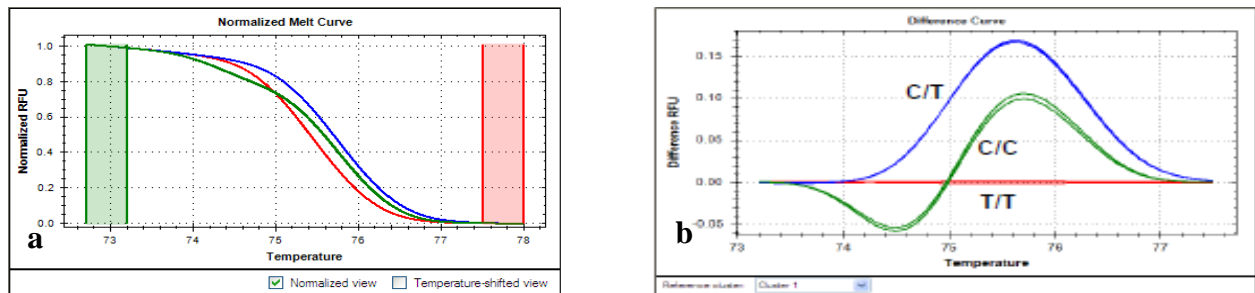 Normalized Melt Curve
Normalized RFU
1.0
0.8
0.6
0.4
0.2
0.0
73
74
75
76
77
78
Temperature
a
Normalized view
Temperature-shifted view
Difference Curve
Difference RFU
0.15
0.10
0.05
0.00
-0.05
C/T
C/C
T/T
73
74
75
76
77
Temperature
b
Reference cluster: Cluster 1